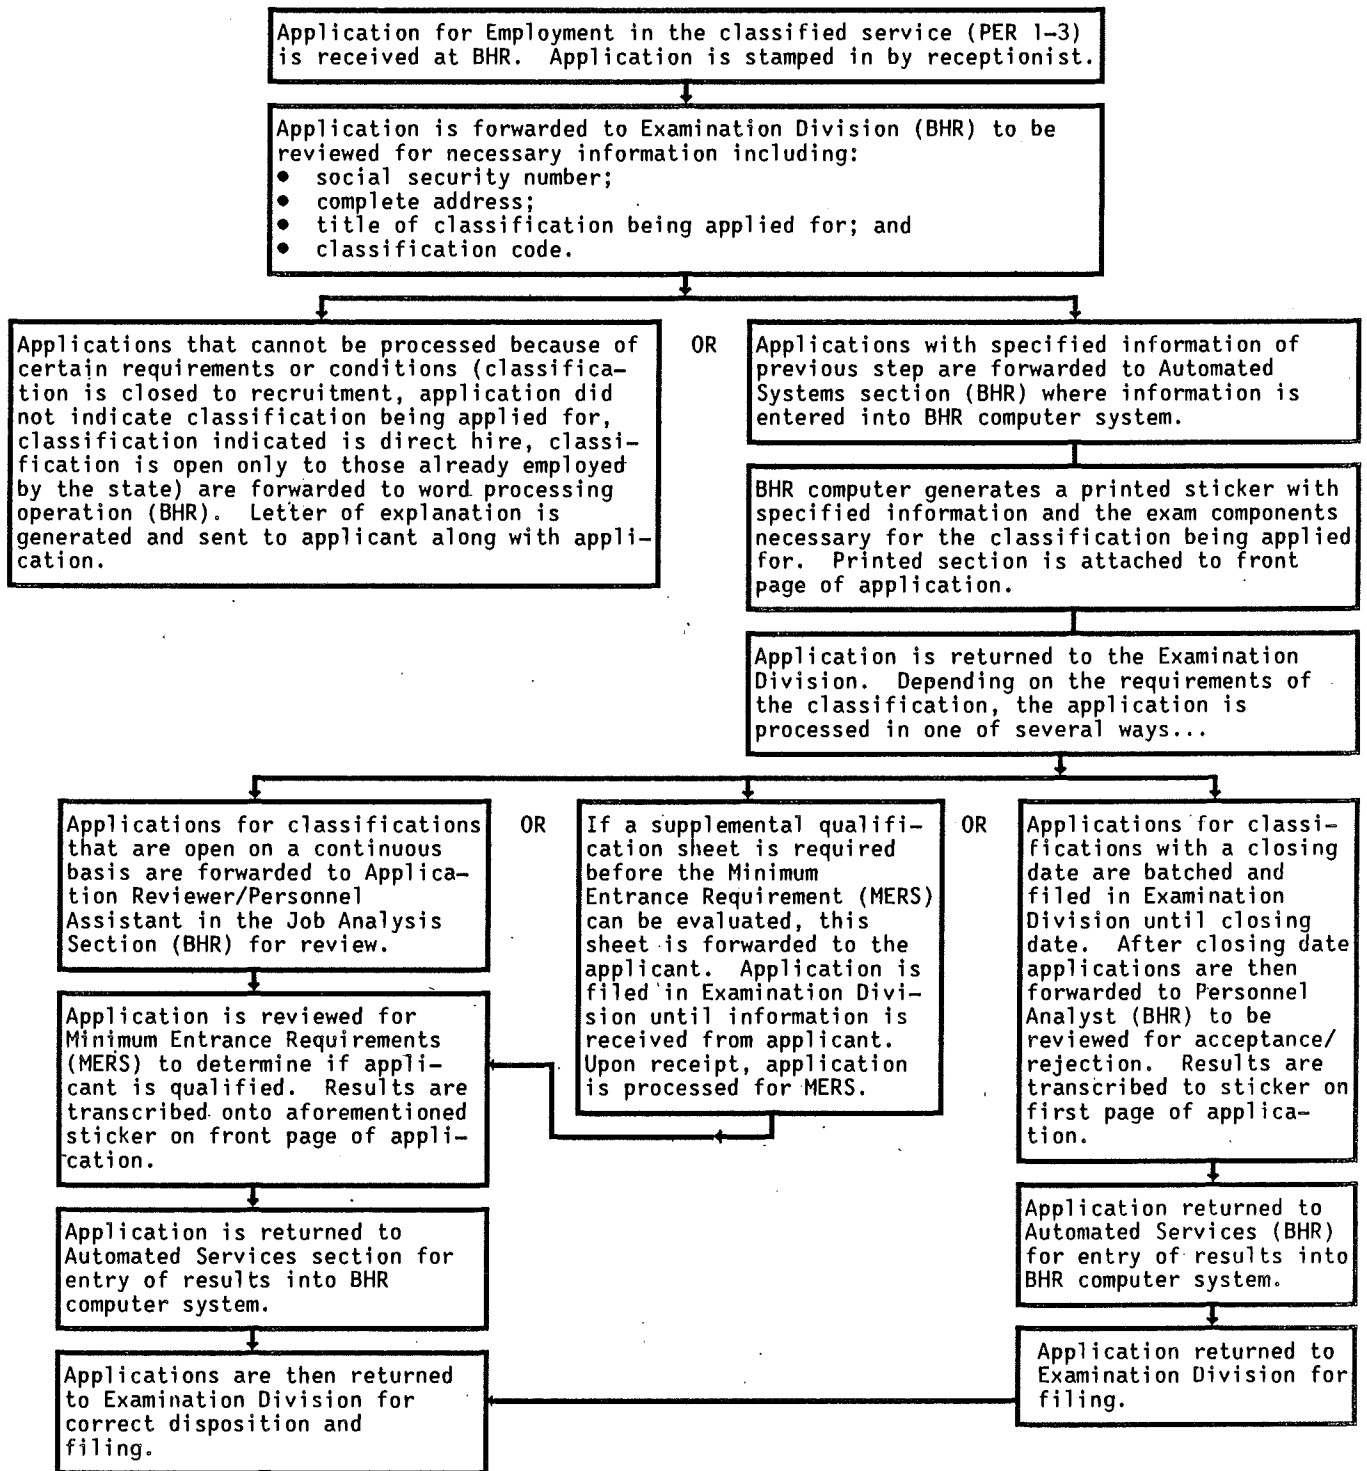 Application for Employment in the classified service (PER 1-3)
is received at BHR. Application is stamped in by receptionist.
Application is forwarded to Examination Division (BHR) to be
reviewed for necessary information including:
● social security number;
● complete address;
● title of classification being applied for; and
● classification code.
Applications that cannot be processed because of
certain requirements or conditions (classifica-
tion is closed to recruitment, application did
not indicate classification being applied for,
classification indicated is direct hire, classi-
fication is open only to those already employed
by the state) are forwarded to word processing
operation (BHR). Letter of explanation is
generated and sent to applicant along with appli-
cation.
OR
Applications with specified information of
previous step are forwarded to Automated
Systems section (BHR) where information is
entered into BHR computer system.
BHR computer generates a printed sticker with
specified information and the exam components
necessary for the classification being applied
for. Printed section is attached to front
page of application.
Application is returned to the Examination
Division. Depending on the requirements of
the classification, the application is
processed in one of several ways...
Applications for classifications
that are open on a continuous
basis are forwarded to Applica-
tion Reviewer/Personnel
Assistant in the Job Analysis
Section (BHR) for review.
OR
If a supplemental qualifi-
cation sheet is required
before the Minimum
Entrance Requirement (MERS)
can be evaluated, this
sheet is forwarded to the
applicant. Application is
filed in Examination Divi-
sion until information is
received from applicant.
Upon receipt, application
is processed for MERS.
OR
Applications for classi-
fications with a closing
date are batched and
filed in Examination
Division until closing
date. After closing date
applications are then
forwarded to Personnel
Analyst (BHR) to be
reviewed for acceptance/
rejection. Results are
transcribed to sticker on
first page of applica-
tion.
Application is reviewed for
Minimum Entrance Requirements
(MERS) to determine if appli-
cant is qualified. Results are
transcribed onto aforementioned
sticker on front page of appli-
cation.
Application is returned to
Automated Services section for
entry of results into BHR
computer system.
Application returned to
Automated Services (BHR)
for entry of results into
BHR computer system.
Applications are then returned
to Examination Division for
correct disposition and
filing.
Application returned to
Examination Division for
filing.